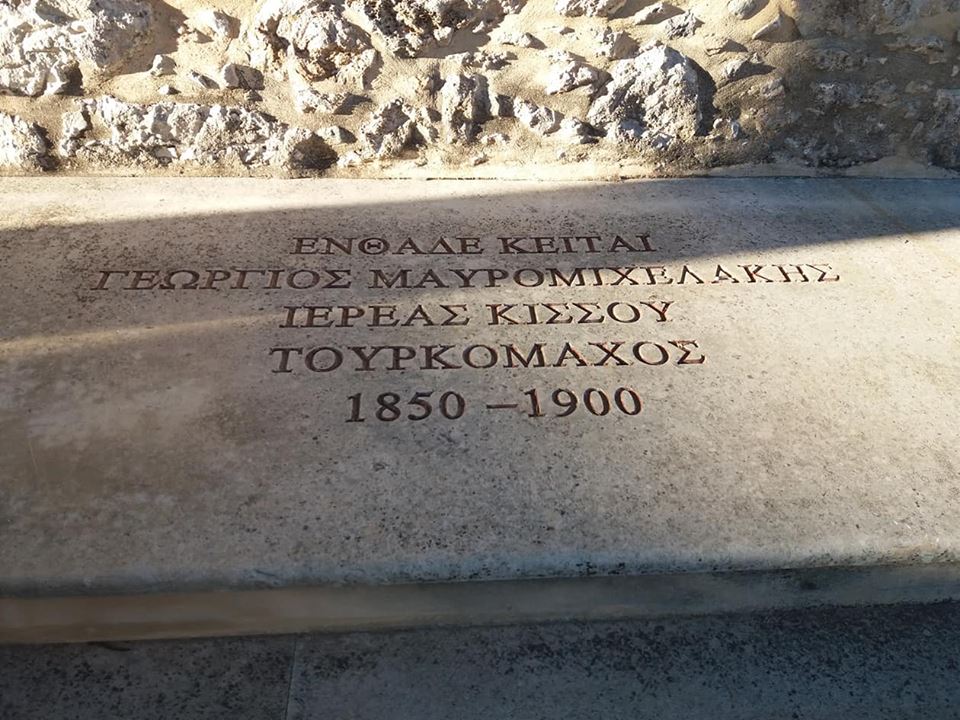 ΕΝΘΑΔΕ ΚΕΙΤΑΙ
ΓΕΩΡΓΙΟΣ ΜΑΥΡΟΜΙΧΕΛΑΚΗΣ
ΙΕΡΕΑΣ ΚΙΣΣΟΥ
ΤΟΥΡΚΟΜΑΧΟΣ
1850 – 1900